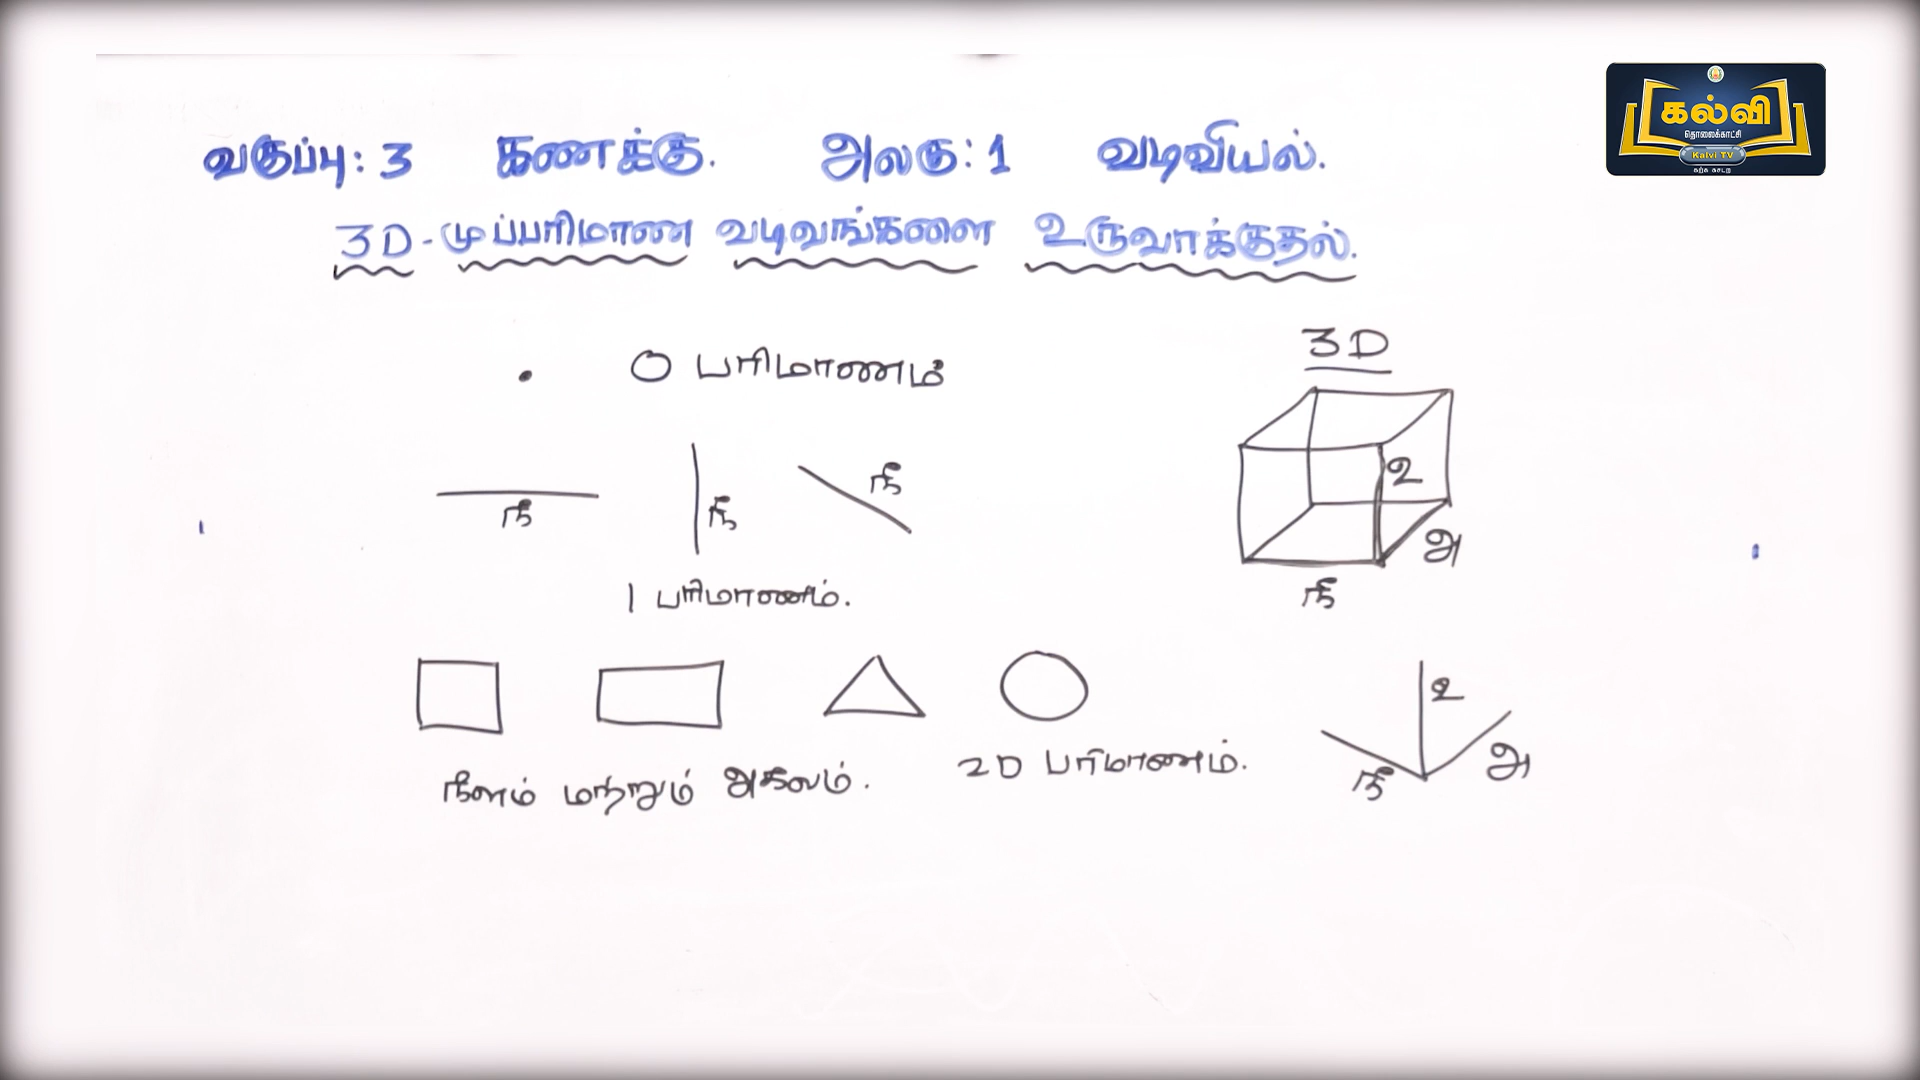 கல்வி
தொலைக்காட்சி
Kalvi TV
கற்க கசடற
வகுப்பு: 3 கணக்கு. அலகு: 1 வடிவியல்.
3D - முப்பரிமாண வடிவங்களை உருவாக்குதல்.
0 பரிமாணம்
3D
நீ நீ நீ
உ
அ
நீ
1 பரிமாணம்.
நீளம் மற்றும் அகலம். 2D பரிமாணம்.
உ
நீ அ